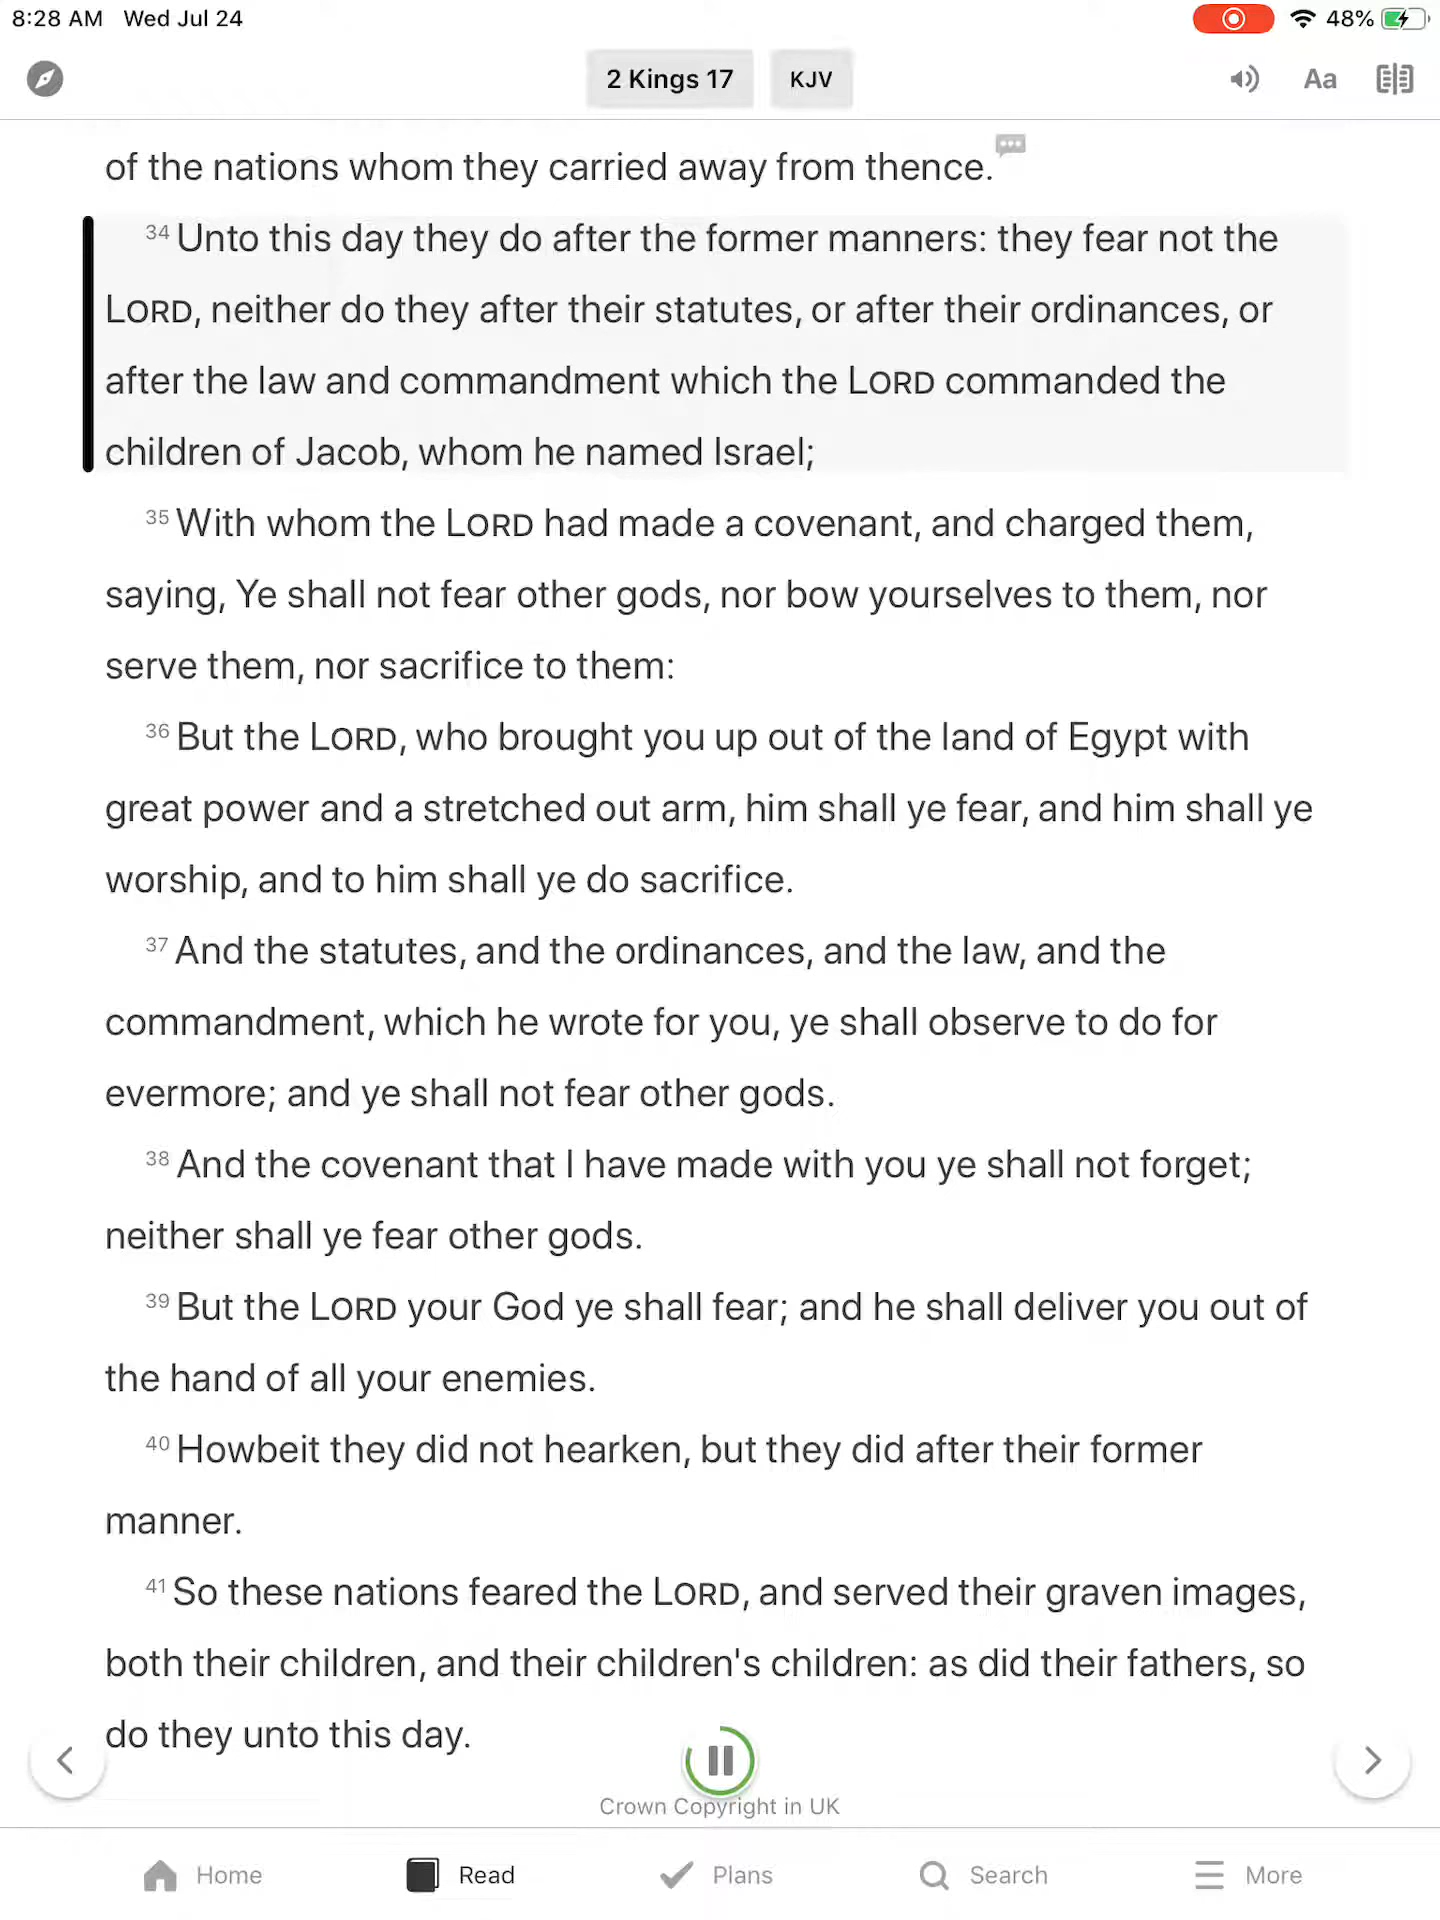 8:28 AM Wed Jul 24 48%
2 Kings 17 KJV Aa
of the nations whom they carried away from thence.
34 Unto this day they do after the former manners: they fear not the
LORD, neither do they after their statutes, or after their ordinances, or
after the law and commandment which the LORD commanded the
children of Jacob, whom he named Israel;
35 With whom the LORD had made a covenant, and charged them,
saying, Ye shall not fear other gods, nor bow yourselves to them, nor
serve them, nor sacrifice to them:
36 But the LORD, who brought you up out of the land of Egypt with
great power and a stretched out arm, him shall ye fear, and him shall ye
worship, and to him shall ye do sacrifice.
37 And the statutes, and the ordinances, and the law, and the
commandment, which he wrote for you, ye shall observe to do for
evermore; and ye shall not fear other gods.
38 And the covenant that I have made with you ye shall not forget;
neither shall ye fear other gods.
39 But the LORD your God ye shall fear; and he shall deliver you out of
the hand of all your enemies.
40 Howbeit they did not hearken, but they did after their former
manner.
41 So these nations feared the LORD, and served their graven images,
both their children, and their children's children: as did their fathers, so
do they unto this day.
Crown Copyright in UK
Home Read Plans Search More